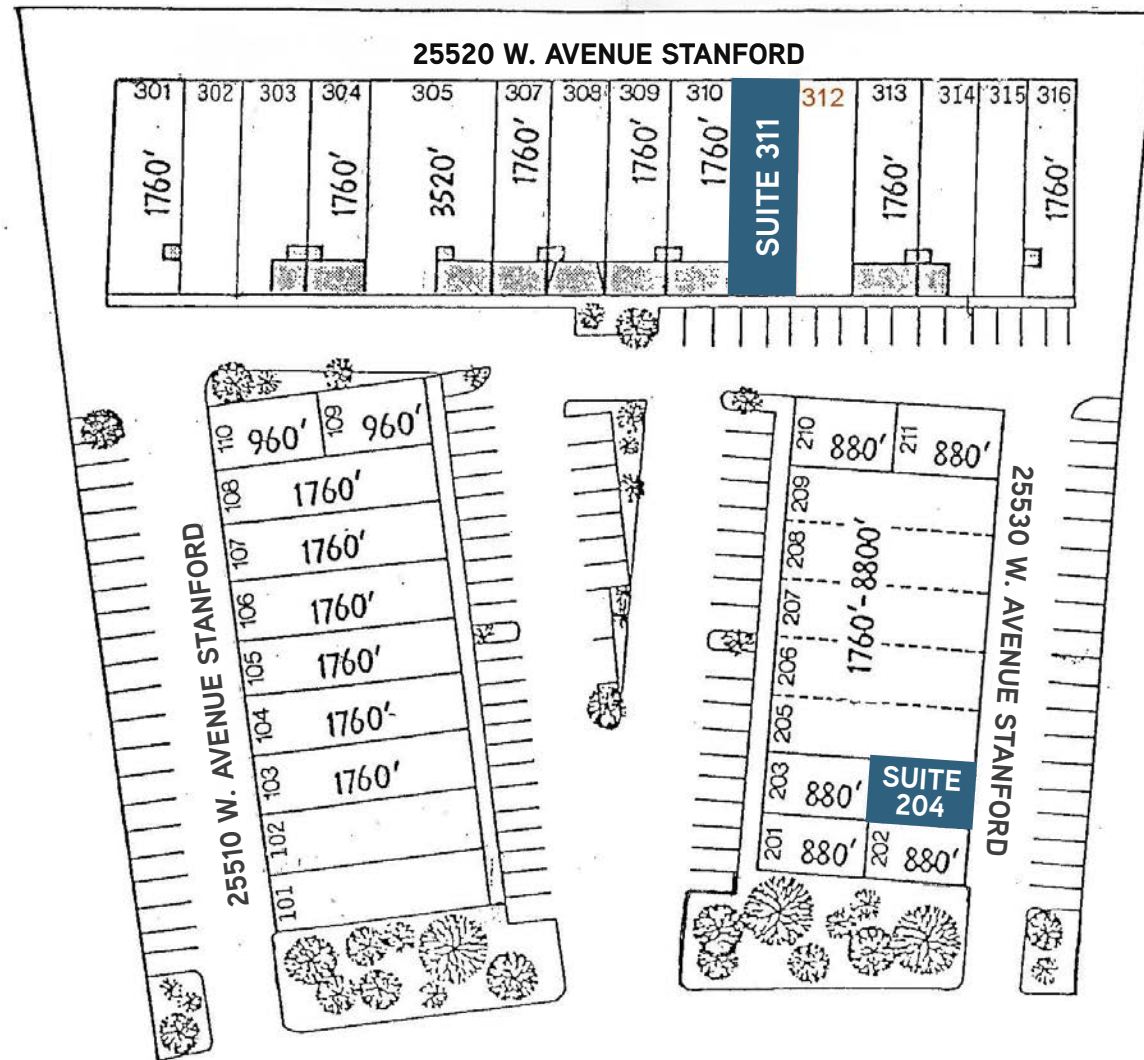 25520 W. AVENUE STANFORD
301 302 303 304 305 307 308 309 310 312 313 314 315 316
1760' 1760' 3520' 1760' 1760' 1760' SUITE 311 1760' 1760'
25510 W. AVENUE STANFORD
110 960' 109 960'
108 1760'
107 1760'
106 1760'
105 1760'
104 1760'
103 1760'
102
101
210 880' 211 880'
209
208
207
206
205
1760'-8800'
203 880' SUITE
204
201 880' 202 880'
25530 W. AVENUE STANFORD